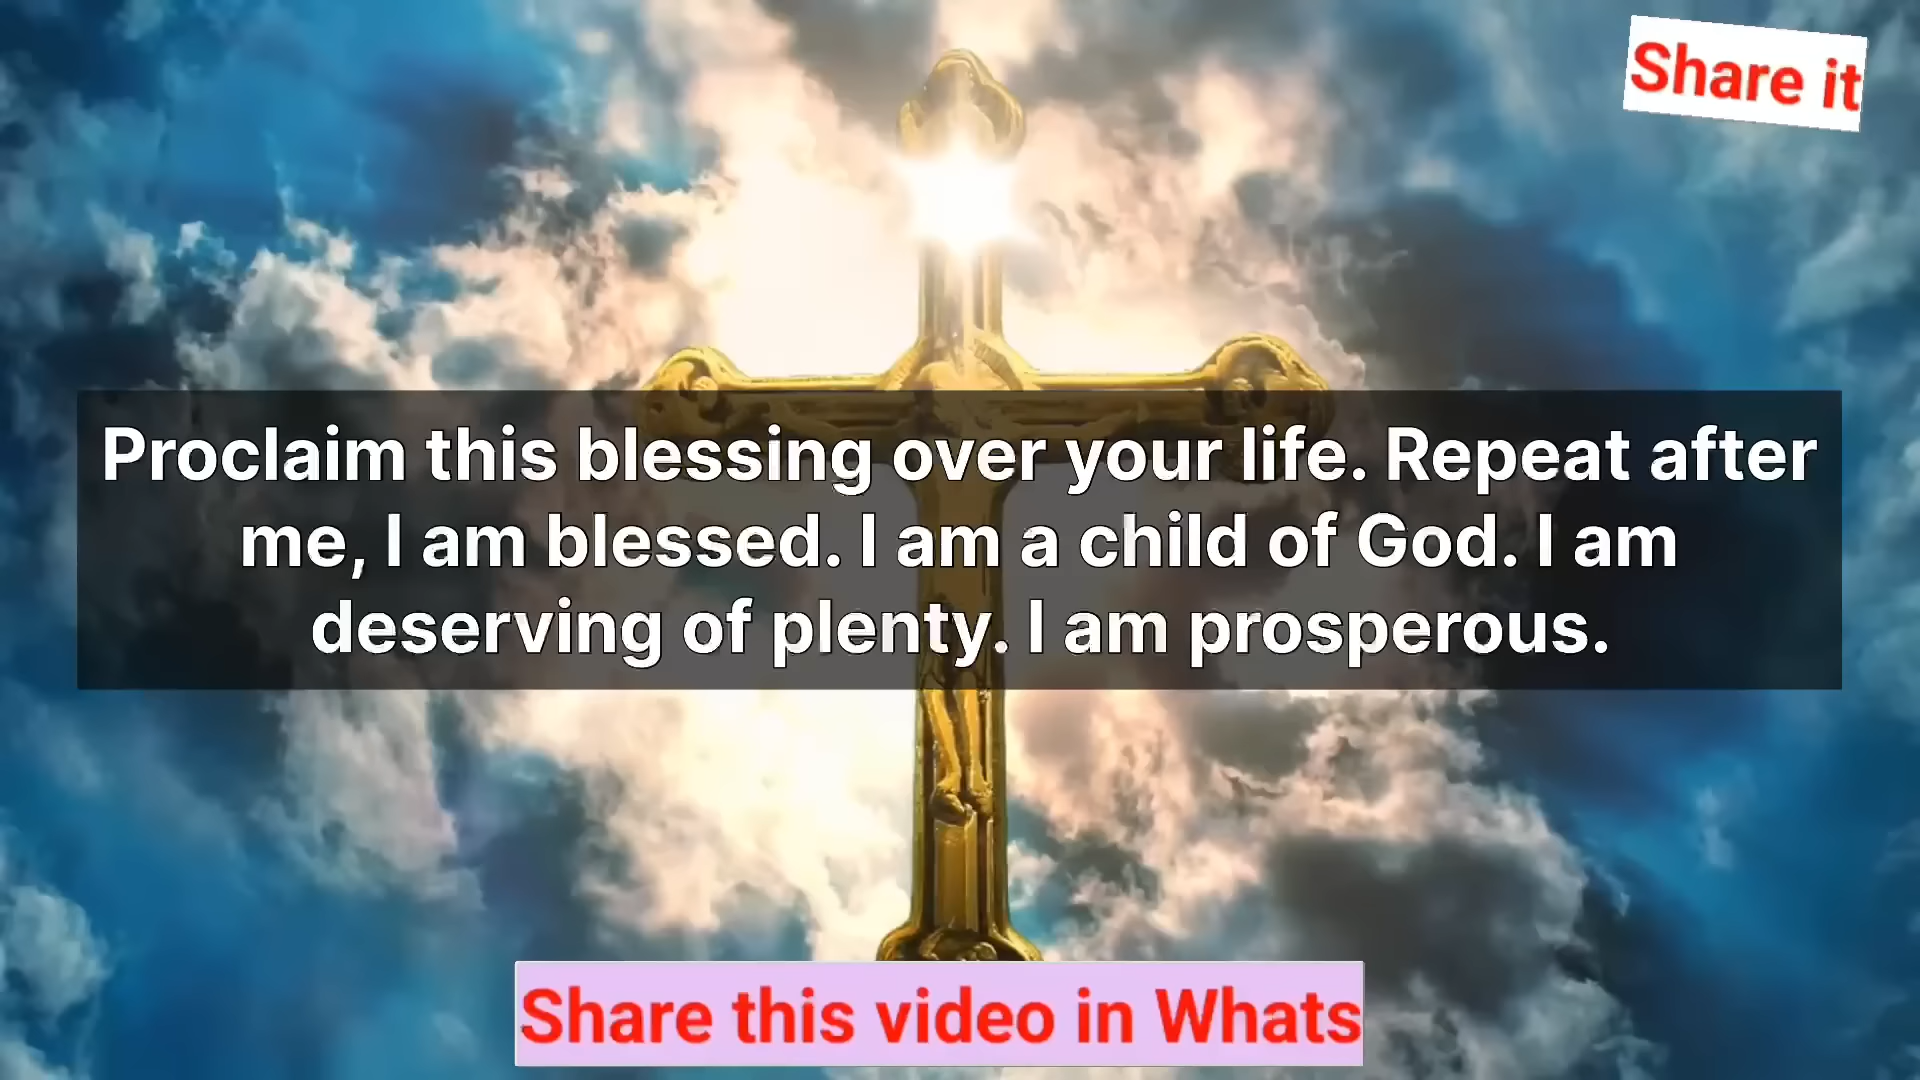 Share it
Proclaim this blessing over your life. Repeat after
me, I am blessed. I am a child of God. I am
deserving of plenty. I am prosperous.
Share this video in Whats